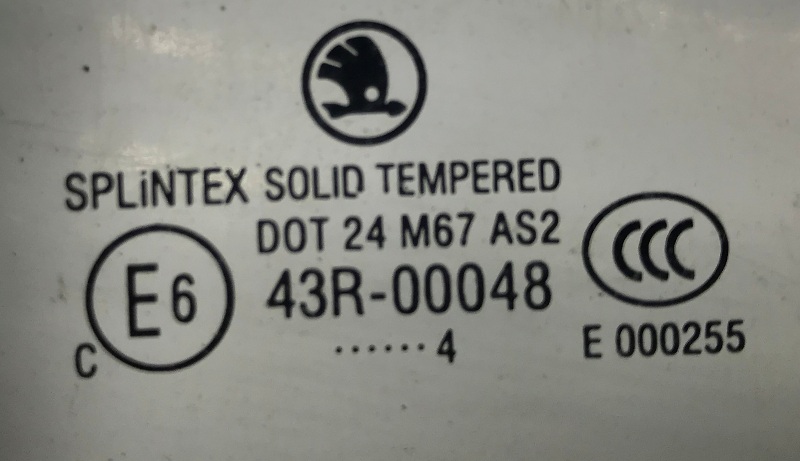 SPLiNTEX SOLID TEMPERED
DOT 24 M67 AS2
E6
43R-00048
CCC
C
......4
E 000255